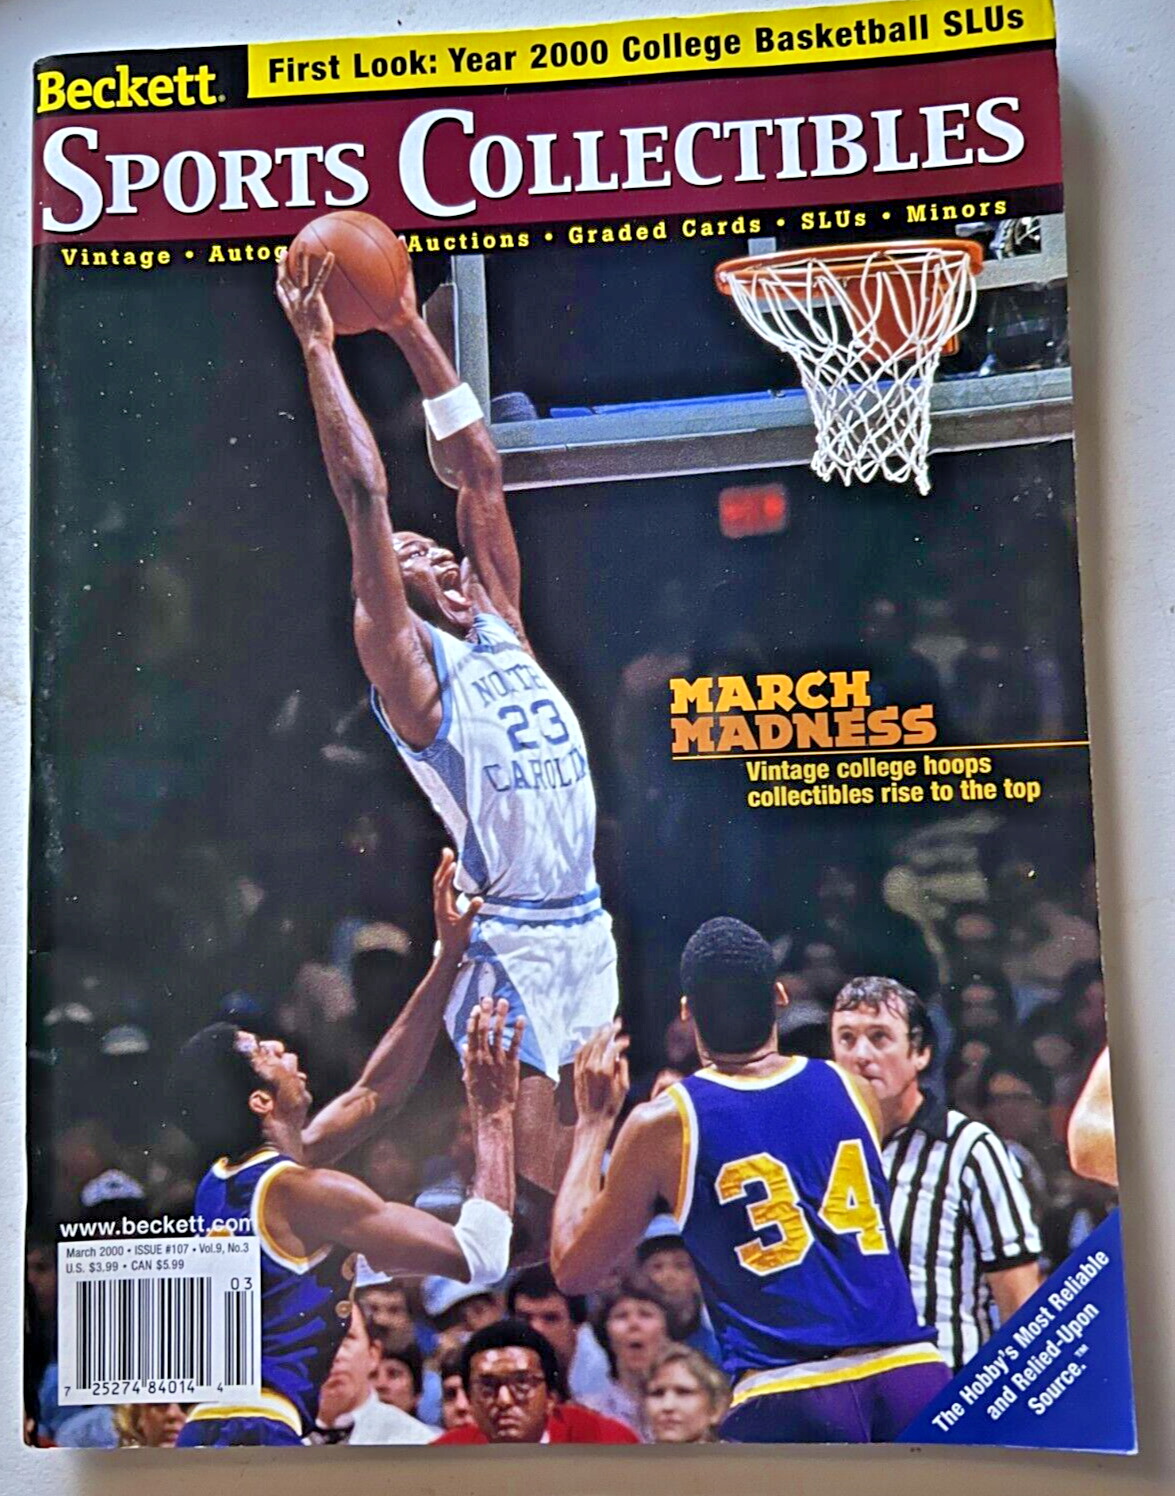 First Look: Year 2000 College Basketball SLUs
Beckett
SPORTS COLLECTIBLES
Vintage • Autog Auctions • Graded Cards • SLUs • Minors
NORTH
23
CAROLIN
MARCH
MADNESS
Vintage college hoops
collectibles rise to the top
34
www.beckett.com
March 2000 • ISSUE #107 • Vol.9, No.3
U.S. $3.99 • CAN $5.99
03
7 25274 84014 4
The Hobby's Most Reliable
and Relied-Upon
Source.™